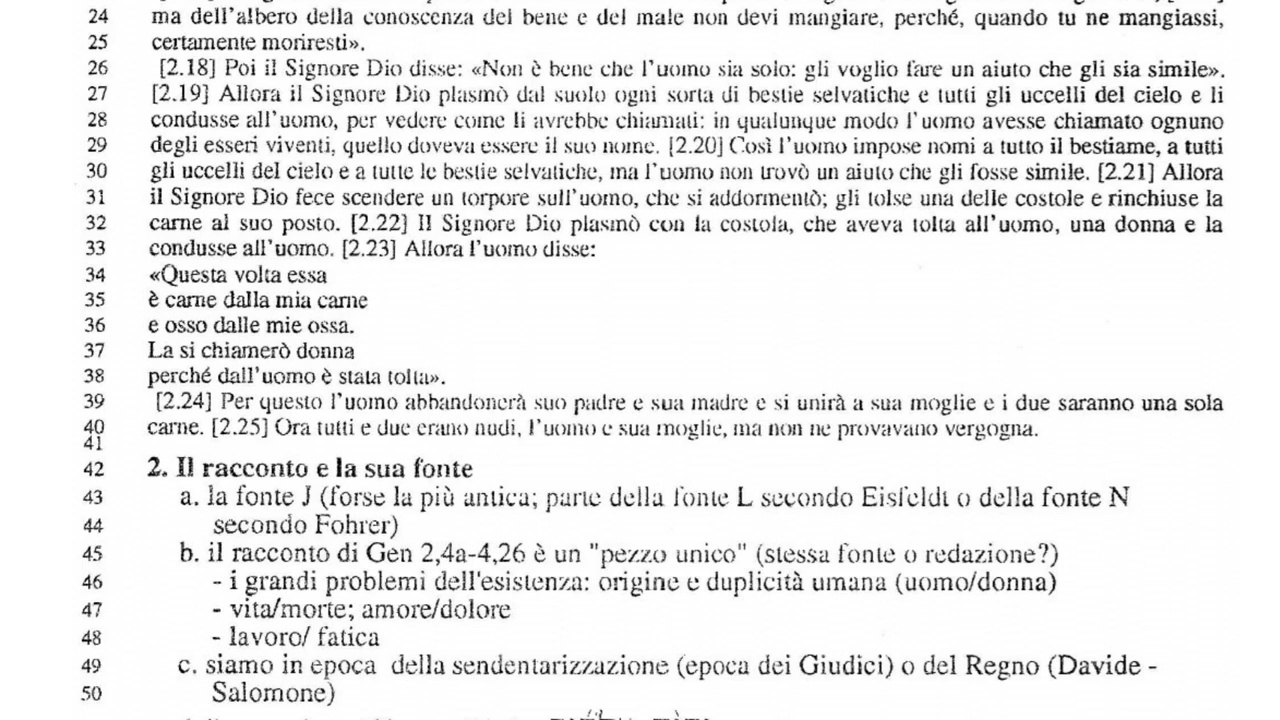 24 ma dell'albero della conoscenza del bene e del male non devi mangiare, perché, quando tu ne mangiassi,
25 certamente moriresti».
26 [2.18] Poi il Signore Dio disse: «Non è bene che l'uomo sia solo: gli voglio fare un aiuto che gli sia simile».
27 [2.19] Allora il Signore Dio plasmò dal suolo ogni sorta di bestie selvatiche e tutti gli uccelli del cielo e li
28 condusse all'uomo, per vedere come li avrebbe chiamati: in qualunque modo l'uomo avesse chiamato ognuno
29 degli esseri viventi, quello doveva essere il suo nome. [2.20] Così l'uomo impose nomi a tutto il bestiame, a tutti
30 gli uccelli del cielo e a tutte le bestie selvatiche, ma l'uomo non trovò un aiuto che gli fosse simile. [2.21] Allora
31 il Signore Dio fece scendere un torpore sull'uomo, che si addormentò; gli tolse una delle costole e rinchiuse la
32 carne al suo posto. [2.22] Il Signore Dio plasmò con la costola, che aveva tolta all'uomo, una donna e la
33 condusse all'uomo. [2.23] Allora l'uomo disse:
34 «Questa volta essa
35 è carne dalla mia carne
36 e osso dalle mie ossa.
37 La si chiamerò donna
38 perché dall'uomo è stata tolta».
39 [2.24] Per questo l'uomo abbandonerà suo padre e sua madre e si unirà a sua moglie e i due saranno una sola
40 carne. [2.25] Ora tutti e due erano nudi, l'uomo e sua moglie, ma non ne provavano vergogna.
41
42 2. Il racconto e la sua fonte
43 a. la fonte J (forse la più antica; parte della fonte L secondo Eisfeldt o della fonte N
44 secondo Fohrer)
45 b. il racconto di Gen 2,4a-4,26 è un "pezzo unico" (stessa fonte o redazione?)
46 - i grandi problemi dell'esistenza: origine e duplicità umana (uomo/donna)
47 - vita/morte; amore/dolore
48 - lavoro/ fatica
49 c. siamo in epoca della sendentarizzazione (epoca dei Giudici) o del Regno (Davide -
50 Salomone)